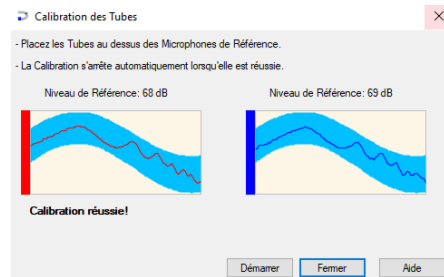 Calibration des Tubes
- Placez les Tubes au dessus des Microphones de Référence.
- La Calibration s'arrête automatiquement lorsqu'elle est réussie.
Niveau de Référence: 68 dB
Niveau de Référence: 69 dB
Calibration réussie!
Démarrer
Fermer
Aide